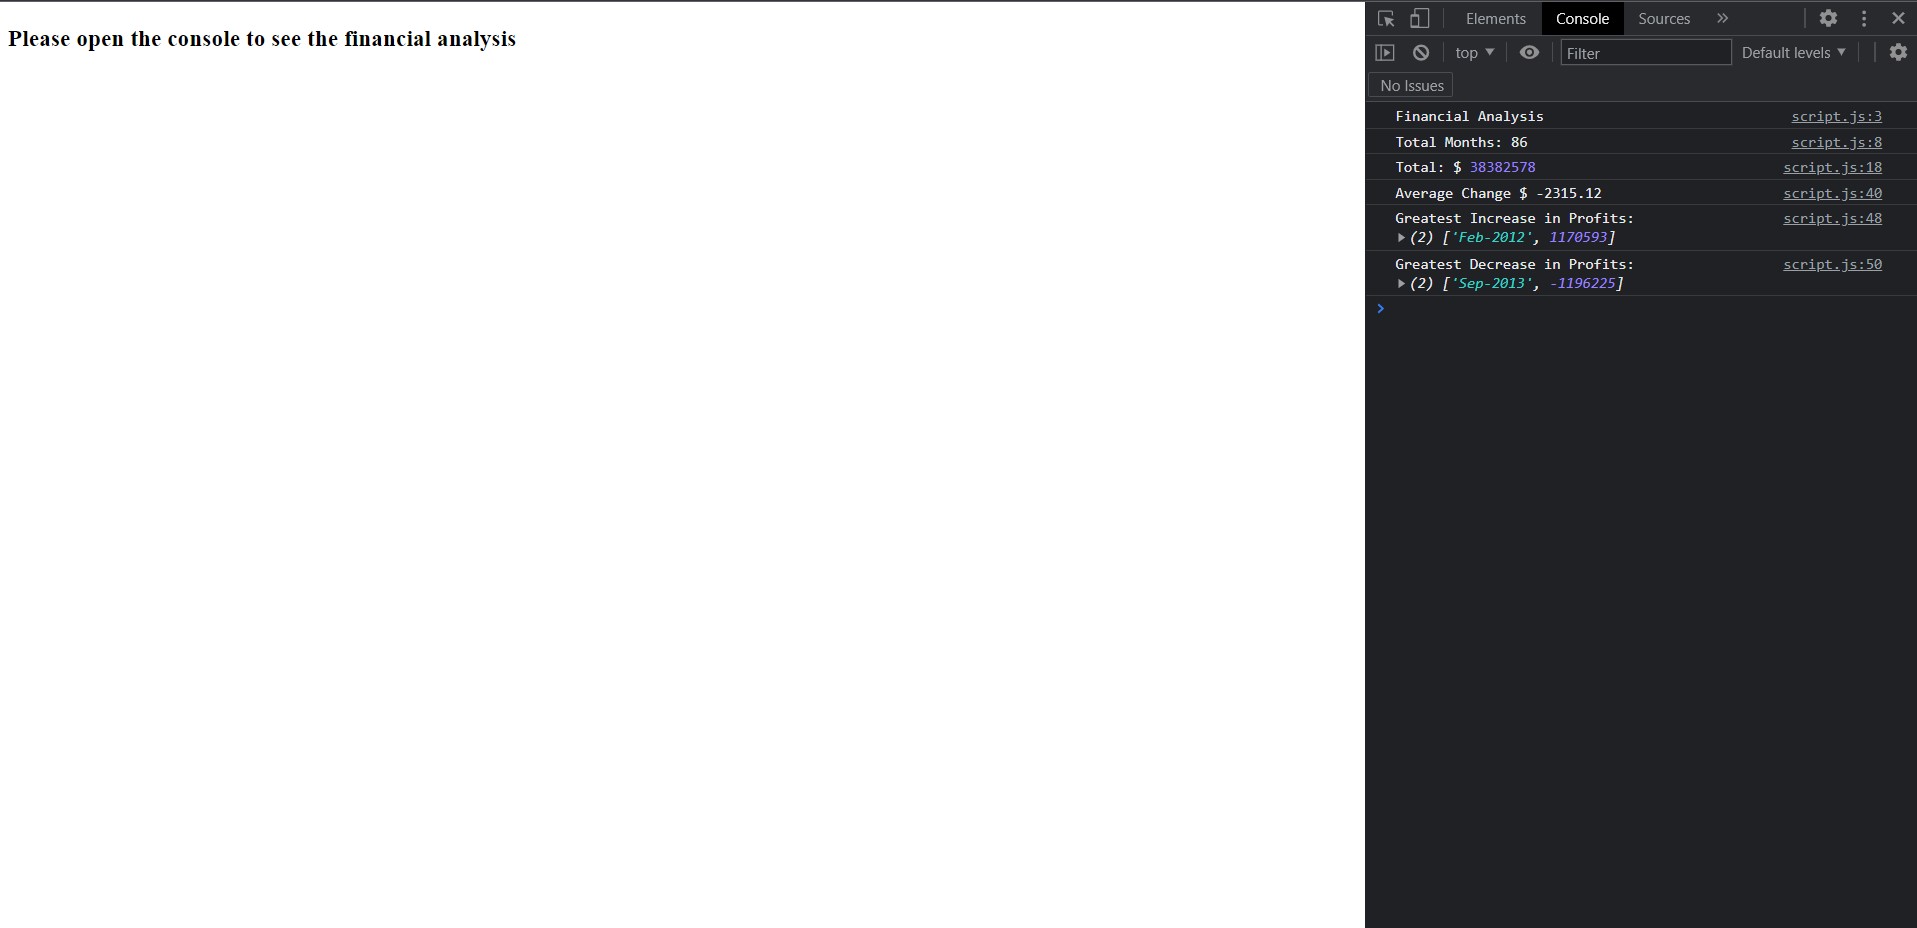 Please open the console to see the financial analysis
Elements Console Sources »
top Filter Default levels
No Issues
Financial Analysis script.js:3
Total Months: 86 script.js:8
Total: $ 38382578 script.js:18
Average Change $ -2315.12 script.js:40
Greatest Increase in Profits: script.js:48
(2) ['Feb-2012', 1170593]
Greatest Decrease in Profits: script.js:50
(2) ['Sep-2013', -1196225]